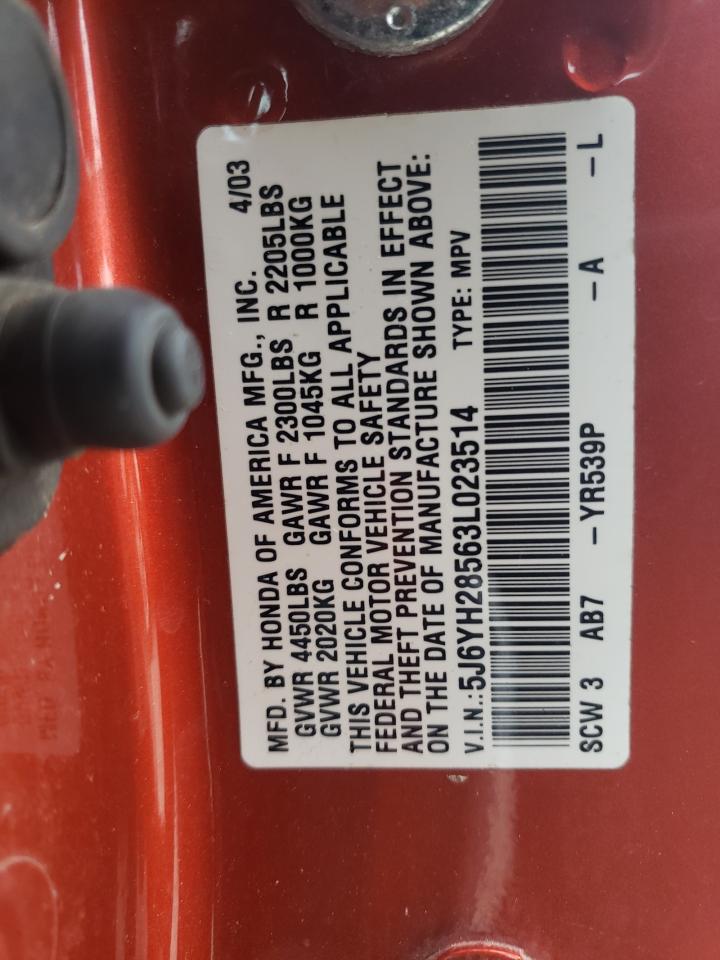 MFD. BY HONDA OF AMERICA MFG., INC. 4/03
GVWR 4450LBS GAWR F 2300LBS R 2205LBS
GVWR 2020KG GAWR F 1045KG R 1000KG
THIS VEHICLE CONFORMS TO ALL APPLICABLE
FEDERAL MOTOR VEHICLE SAFETY
AND THEFT PREVENTION STANDARDS IN EFFECT
ON THE DATE OF MANUFACTURE SHOWN ABOVE:
V.I.N.:5J6YH28563L023514 TYPE: MPV
SCW 3 AB7 -YR539P -A -L